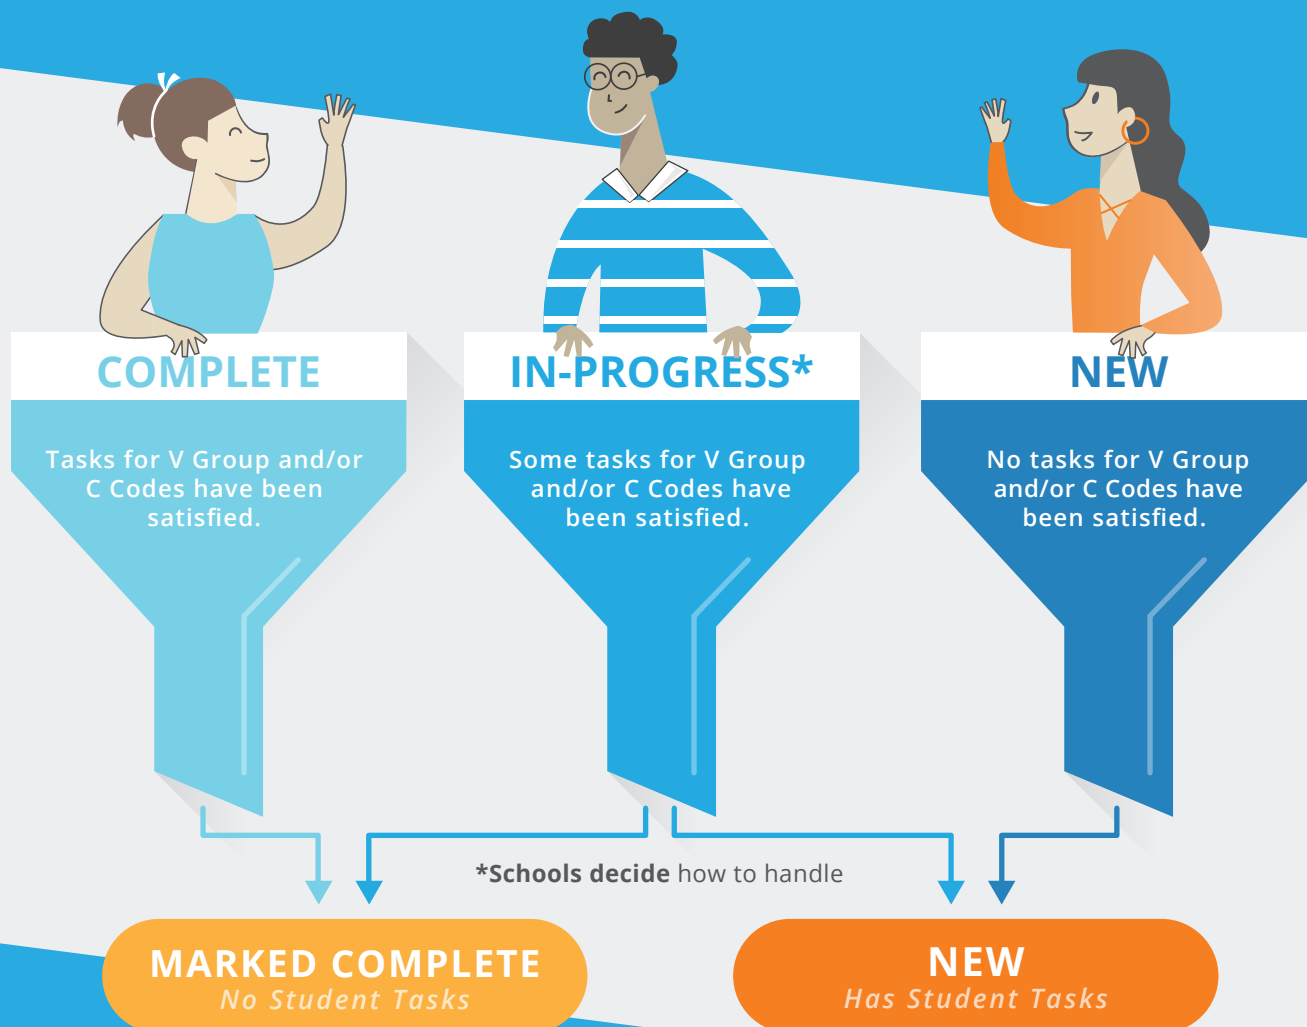 COMPLETE
Tasks for V Group and/or
C Codes have been
satisfied.
IN-PROGRESS*
Some tasks for V Group
and/or C Codes have
been satisfied.
NEW
No tasks for V Group
and/or C Codes have
been satisfied.
*Schools decide how to handle
MARKED COMPLETE
No Student Tasks
NEW
Has Student Tasks